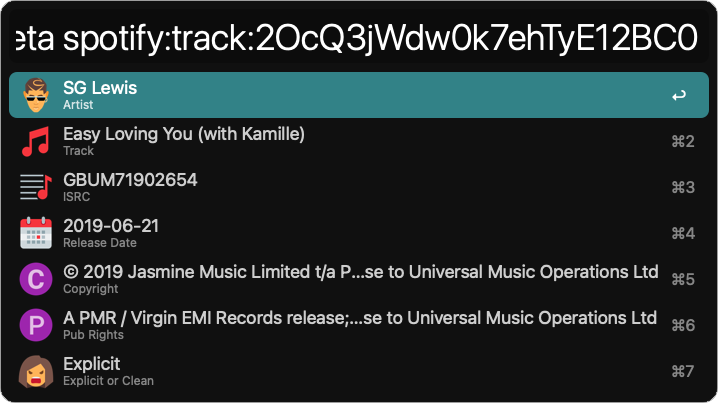 eta spotify:track:2OcQ3jWdw0k7ehTyE12BC0
SG Lewis
Artist
↩
Easy Loving You (with Kamille)
Track
⌘2
GBUM71902654
ISRC
⌘3
2019-06-21
Release Date
⌘4
C
© 2019 Jasmine Music Limited t/a P...se to Universal Music Operations Ltd
Copyright
⌘5
P
A PMR / Virgin EMI Records release;...se to Universal Music Operations Ltd
Pub Rights
⌘6
Explicit
Explicit or Clean
⌘7